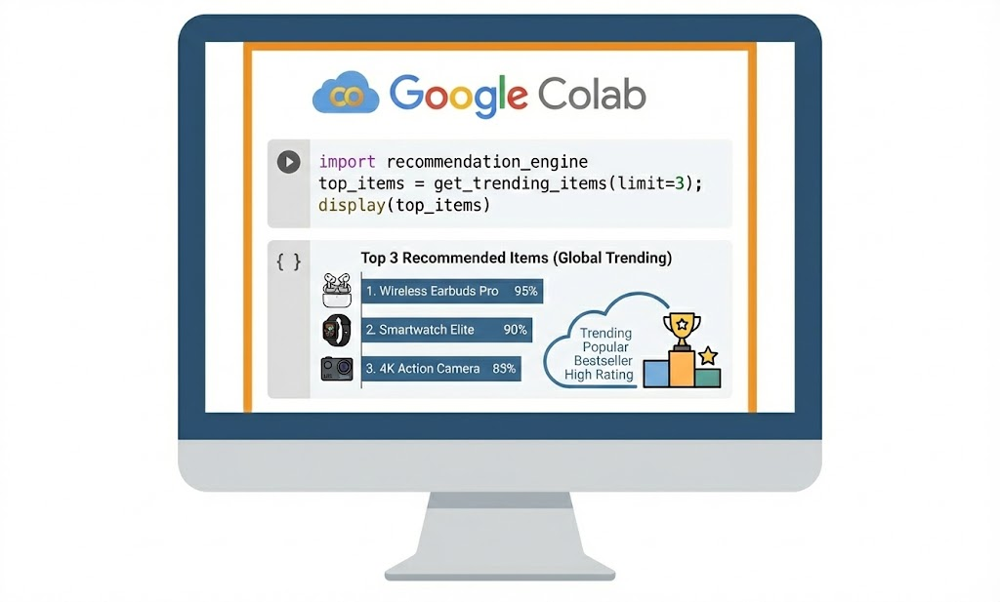 CO Google Colab
import recommendation_engine
top_items = get_trending_items(limit=3);
display(top_items)
{ }
Top 3 Recommended Items (Global Trending)
1. Wireless Earbuds Pro 95%
2. Smartwatch Elite 90%
3. 4K Action Camera
Trending
Popular
Bestseller
High Rating